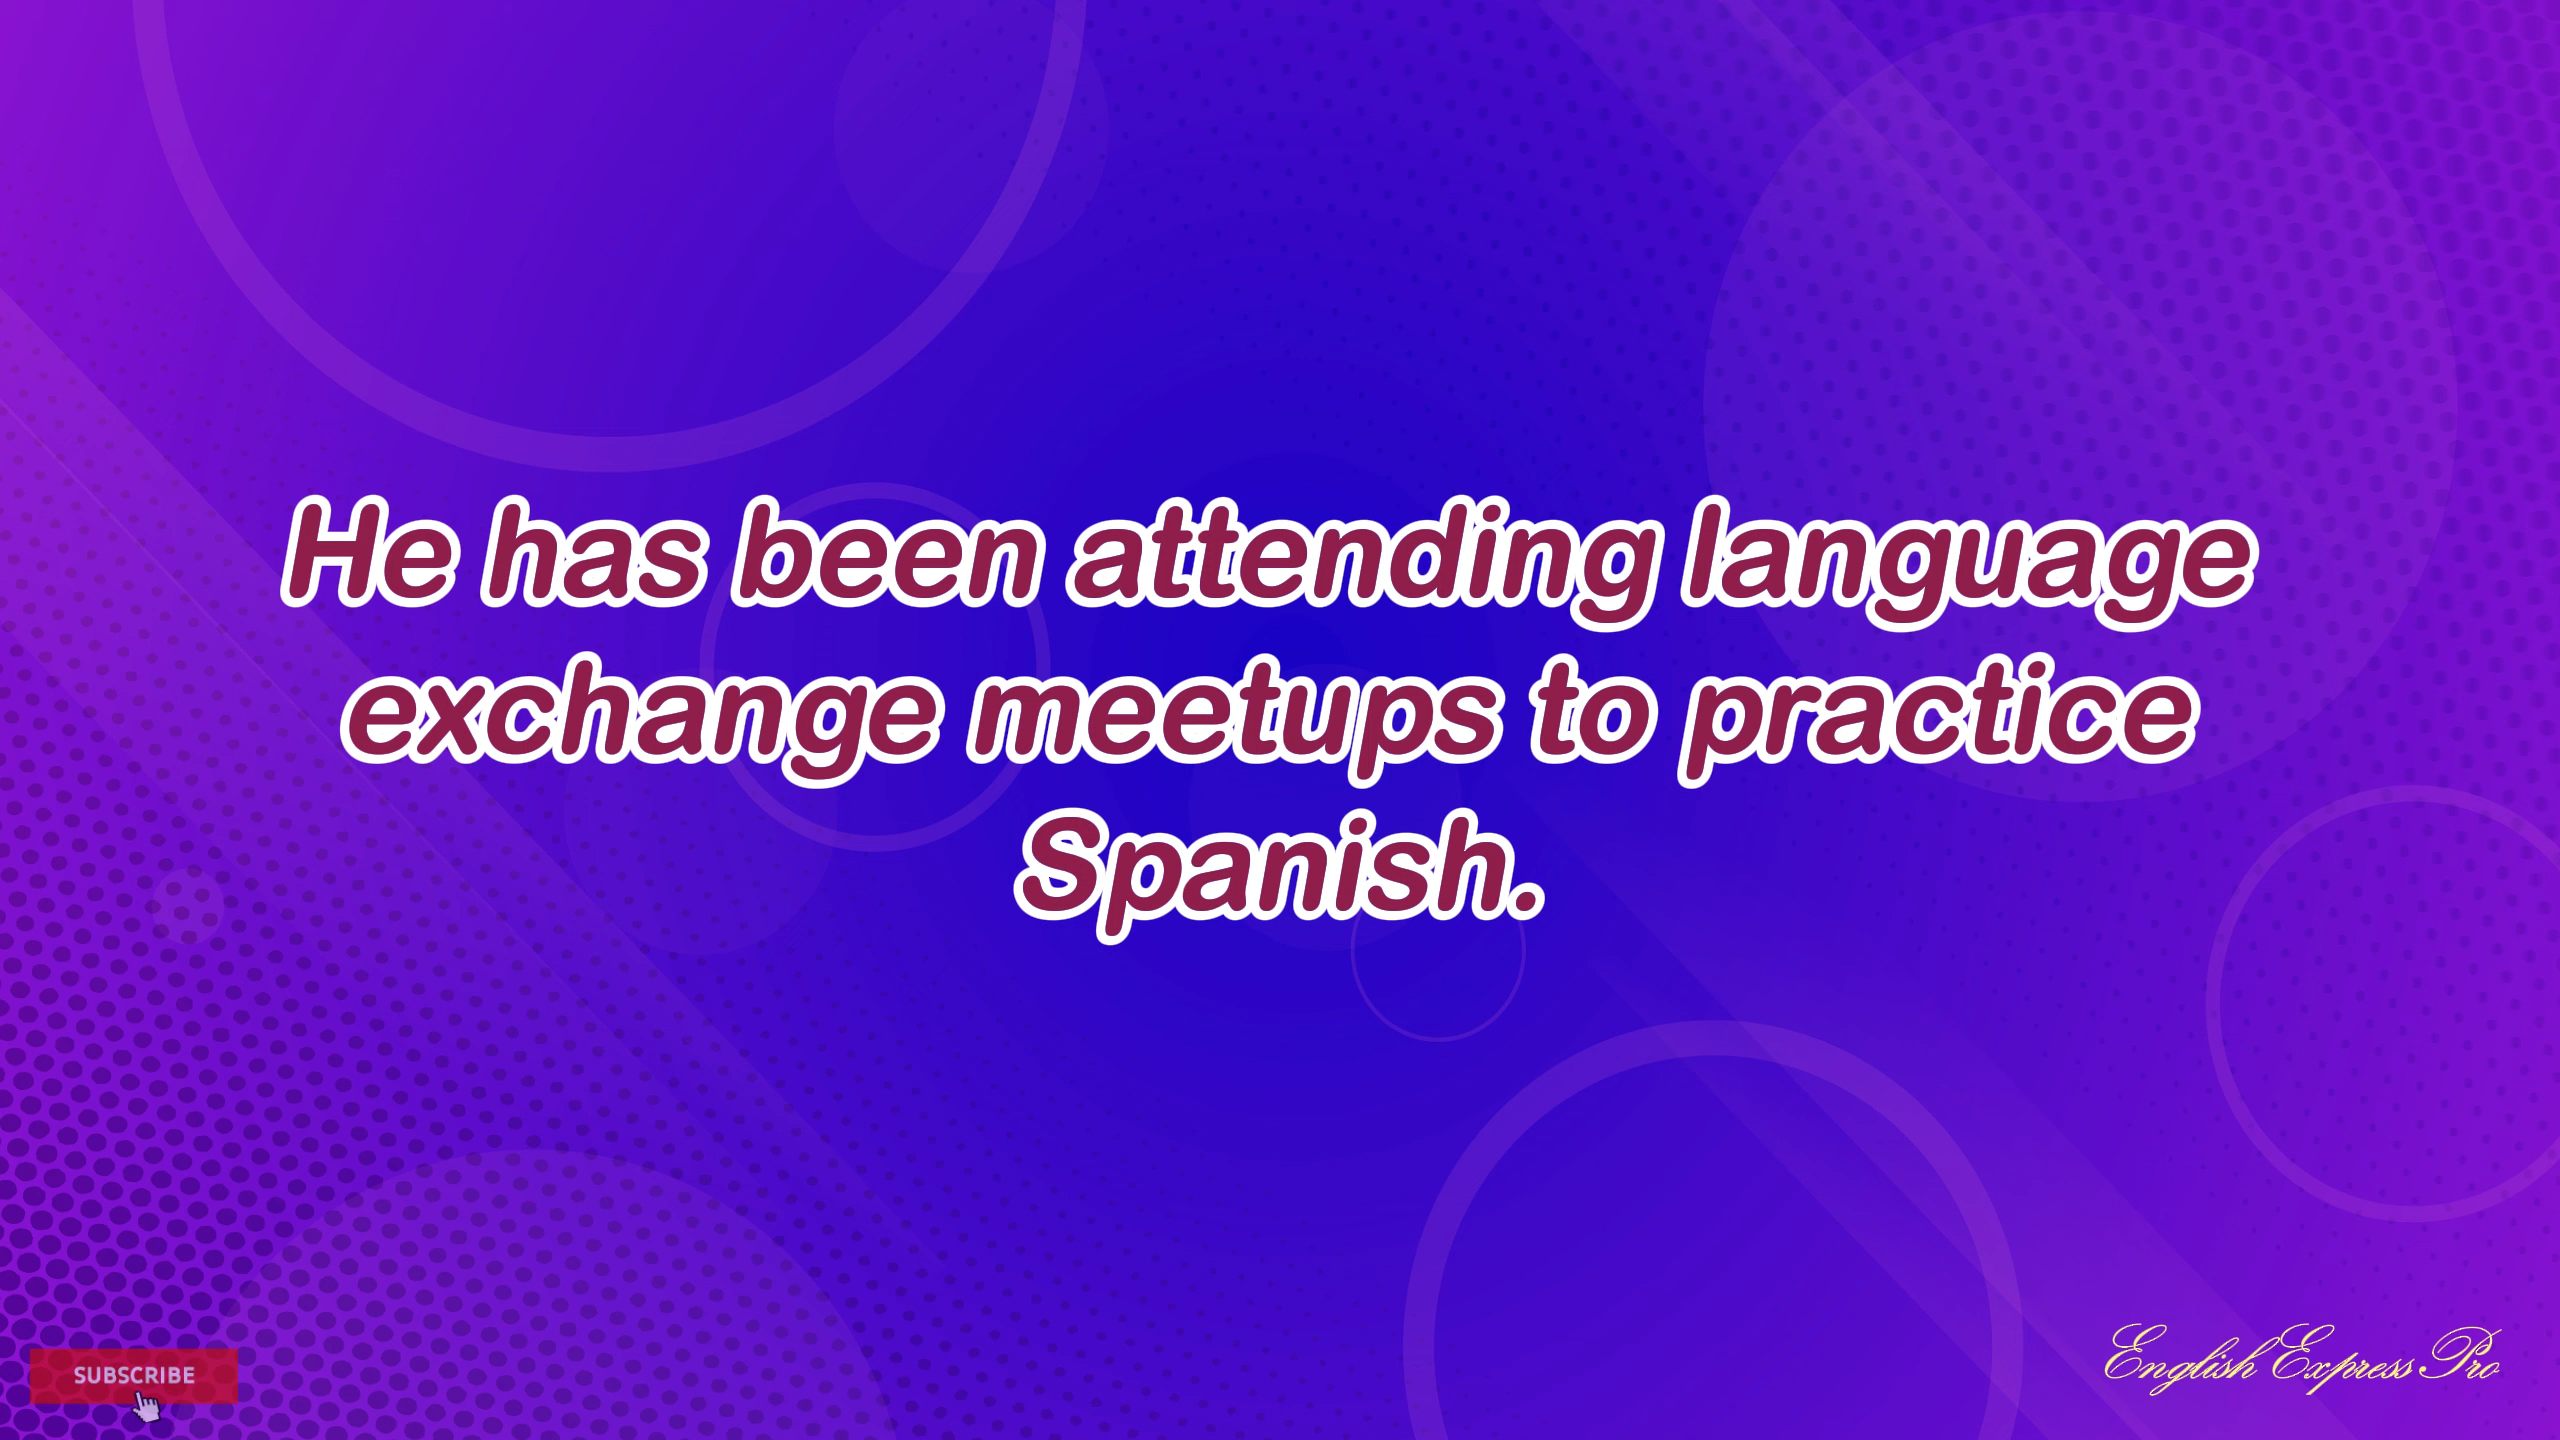 He has been attending language
exchange meetups to practice
Spanish.
SUBSCRIBE
English Express Pro